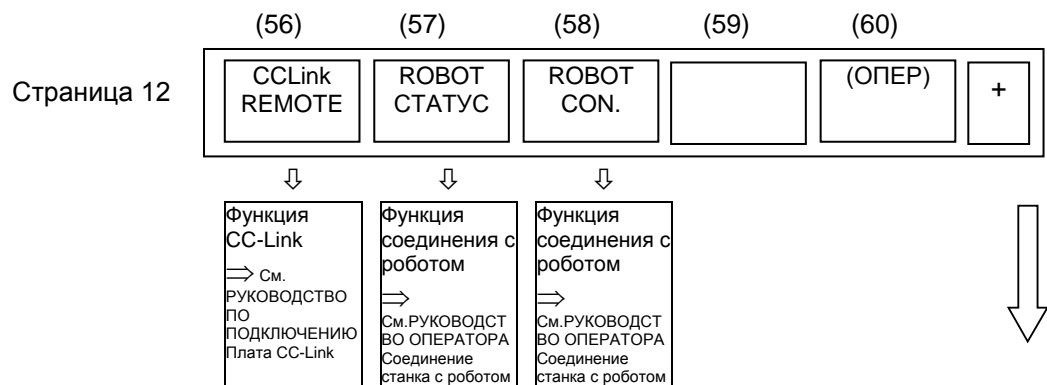 (56) (57) (58) (59) (60)
Страница 12
CCLink
REMOTE
ROBOT
СТАТУС
ROBOT
CON.
(ОПЕР)
+
⇩ ⇩ ⇩
Функция
CC-Link
⇒ См.
РУКОВОДСТВО
ПО
ПОДКЛЮЧЕНИЮ
Плата CC-Link
Функция
соединения с
роботом
⇒
См.РУКОВОДСТ
ВО ОПЕРАТОРА
Соединение
станка с роботом
Функция
соединения с
роботом
⇒
См.РУКОВОДСТ
ВО ОПЕРАТОРА
Соединение
станка с роботом